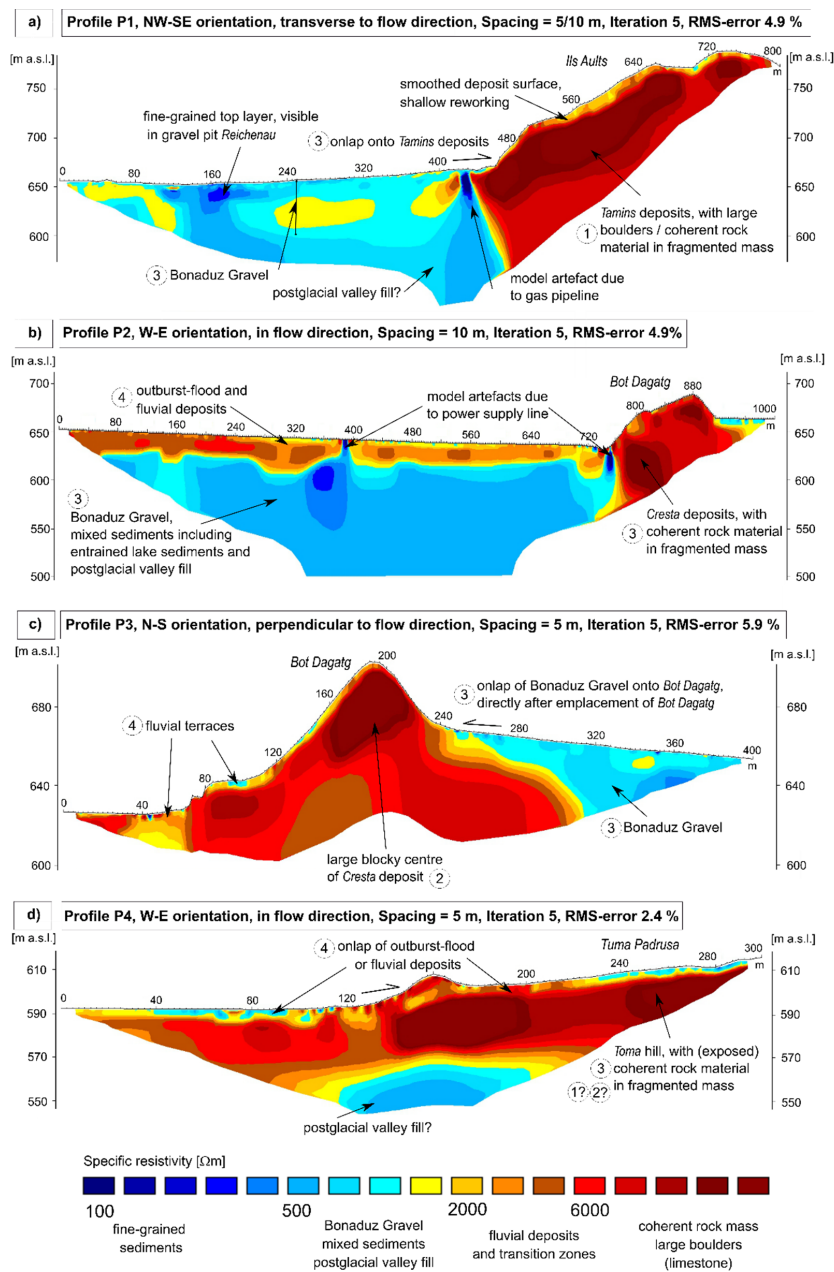 a) Profile P1, NW-SE orientation, transverse to flow direction, Spacing = 5/10 m, Iteration 5, RMS-error 4.9 %
[m a.s.l.]
[m a.s.l.]
Ils Aults
640
720
800
m
750
750
smoothed deposit surface,
shallow reworking
560
fine-grained top layer, visible
in gravel pit Reichenau
3 onlap onto Tamins deposits
480
700
700
0
80
160
240
320
400
650
650
Tamins deposits, with large
boulders / coherent rock
1 material in fragmented mass
600
600
3 Bonaduz Gravel
postglacial valley fill?
model artefact due
to gas pipeline
b) Profile P2, W-E orientation, in flow direction, Spacing = 10 m, Iteration 5, RMS-error 4.9%
[m a.s.l.]
[m a.s.l.]
700
700
4 outburst-flood and
fluvial deposits
model artefacts due
to power supply line
Bot Dagatg
880
800
1000
m
0
80
160
240
320
400
480
560
640
720
650
650
600
600
3
Bonaduz Gravel,
mixed sediments including
entrained lake sediments and
postglacial valley fill
Cresta deposits, with
3 coherent rock material
in fragmented mass
550
550
500
500
c) Profile P3, N-S orientation, perpendicular to flow direction, Spacing = 5 m, Iteration 5, RMS-error 5.9 %
[m a.s.l.]
[m a.s.l.]
Bot Dagatg
200
160
3 onlap of Bonaduz Gravel onto Bot Dagatg,
directly after emplacement of Bot Dagatg
680
680
4 fluvial terraces
240
280
120
320
360
400
m
80
640
640
0
40
3 Bonaduz Gravel
600
600
large blocky centre
of Cresta deposit 2
d) Profile P4, W-E orientation, in flow direction, Spacing = 5 m, Iteration 5, RMS-error 2.4 %
[m a.s.l.]
[m a.s.l.]
4 onlap of outburst-flood
or fluvial deposits
Tuma Padrusa
300
m
610
610
0
40
80
120
200
240
280
590
590
570
570
Toma hill, with (exposed)
3 coherent rock material
1? 2? in fragmented mass
550
550
postglacial valley fill?
Specific resistivity [Ωm]
100
500
2000
6000
fine-grained
sediments
Bonaduz Gravel
mixed sediments
postglacial valley fill
fluvial deposits
and transition zones
coherent rock mass
large boulders
(limestone)